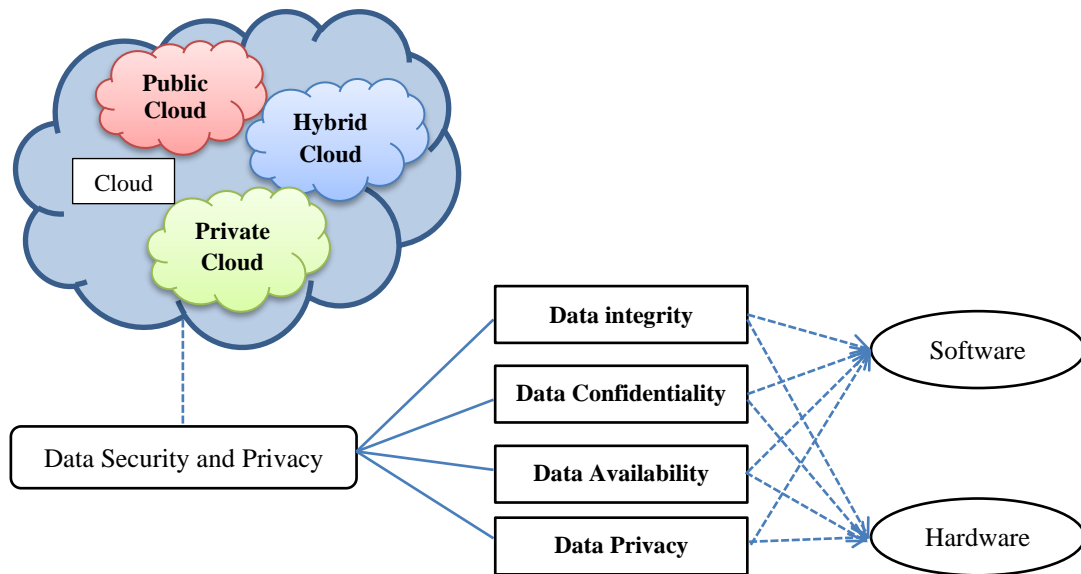 Public
Cloud
Hybrid
Cloud
Cloud
Private
Cloud
Data integrity
Software
Data Confidentiality
Data Security and Privacy
Data Availability
Data Privacy
Hardware